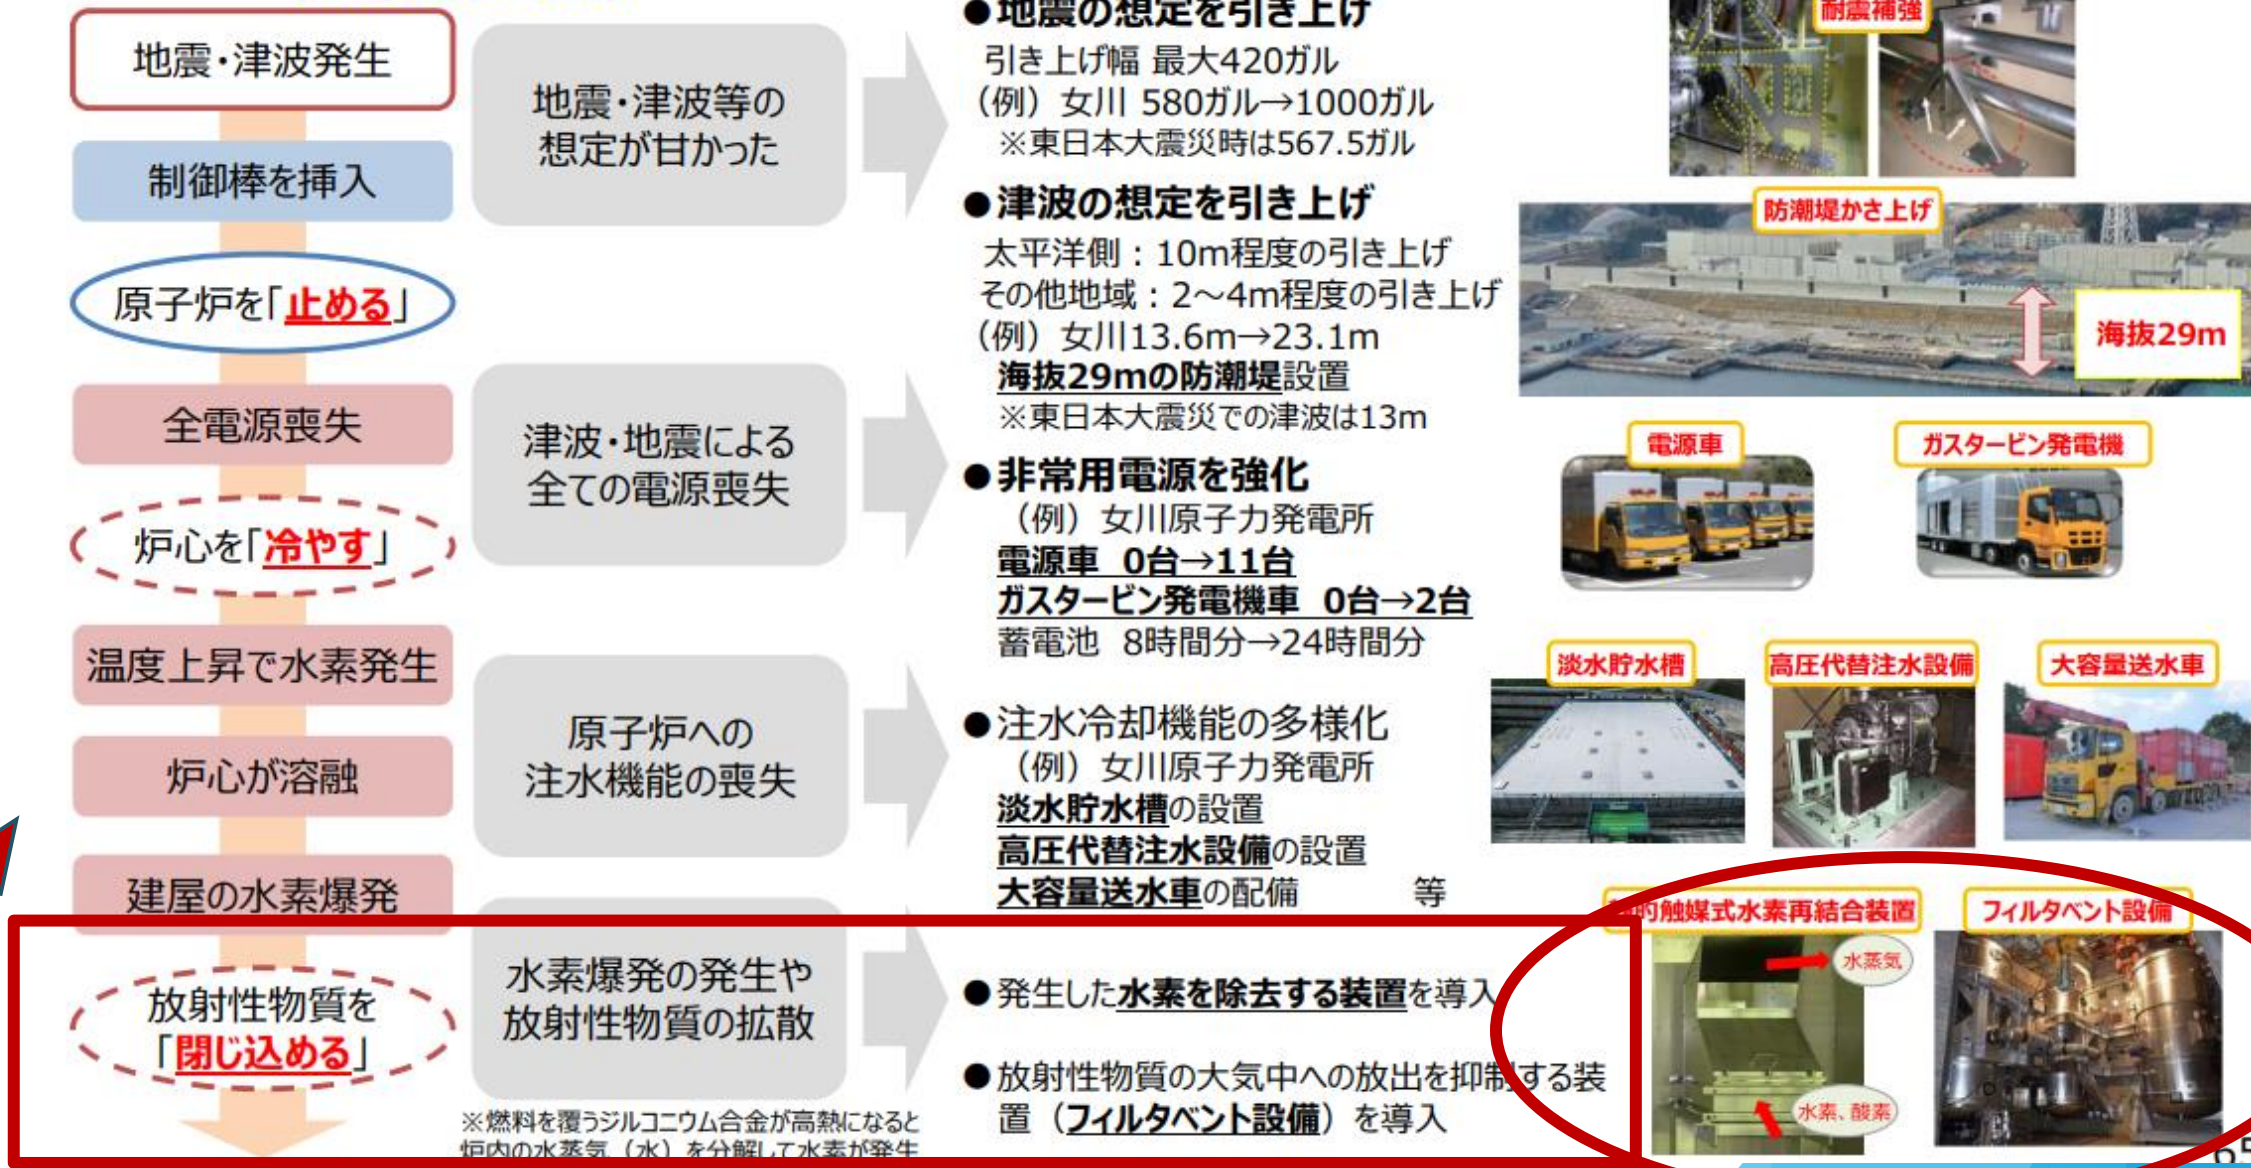 地震・津波発生
制御棒を挿入
原子炉を「止める」
全電源喪失
炉心を「冷やす」
温度上昇で水素発生
炉心が溶融
建屋の水素爆発
放射性物質を
「閉じ込める」
地震・津波等の
想定が甘かった
津波・地震による
全ての電源喪失
原子炉への
注水機能の喪失
水素爆発の発生や
放射性物質の拡散
※燃料を覆うジルコニウム合金が高熱になると
炉内の水蒸気（水）を分解して水素が発生
●地震の想定を引き上げ
引き上げ幅 最大420ガル
（例）女川 580ガル→1000ガル
※東日本大震災時は567.5ガル
●津波の想定を引き上げ
太平洋側：10m程度の引き上げ
その他地域：2～4m程度の引き上げ
（例）女川13.6m→23.1m
海抜29mの防潮堤設置
※東日本大震災での津波は13m
●非常用電源を強化
（例）女川原子力発電所
電源車 0台→11台
ガスタービン発電機車 0台→2台
蓄電池 8時間分→24時間分
●注水冷却機能の多様化
（例）女川原子力発電所
淡水貯水槽の設置
高圧代替注水設備の設置
大容量送水車の配備 等
●発生した水素を除去する装置を導入
●放射性物質の大気中への放出を抑制する装
置（フィルタベント設備）を導入
耐震補強
防潮堤かさ上げ
海抜29m
電源車
ガスタービン発電機
淡水貯水槽
高圧代替注水設備
大容量送水車
的触媒式水素再結合装置
フィルタベント設備
水蒸気
水素、酸素
65